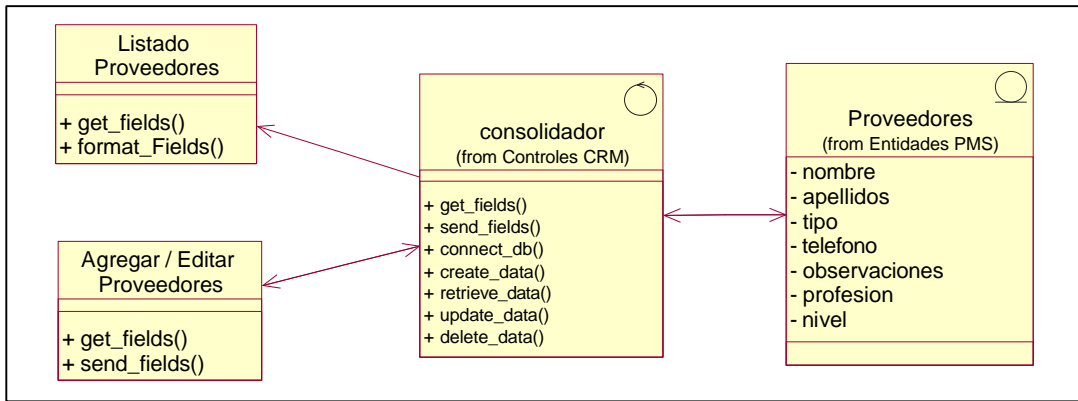 Listado
Proveedores
+ get_fields()
+ format_Fields()
Agregar / Editar
Proveedores
+ get_fields()
+ send_fields()
consolidador
(from Controles CRM)
+ get_fields()
+ send_fields()
+ connect_db()
+ create_data()
+ retrieve_data()
+ update_data()
+ delete_data()
Proveedores
(from Entidades PMS)
- nombre
- apellidos
- tipo
- telefono
- observaciones
- profesion
- nivel